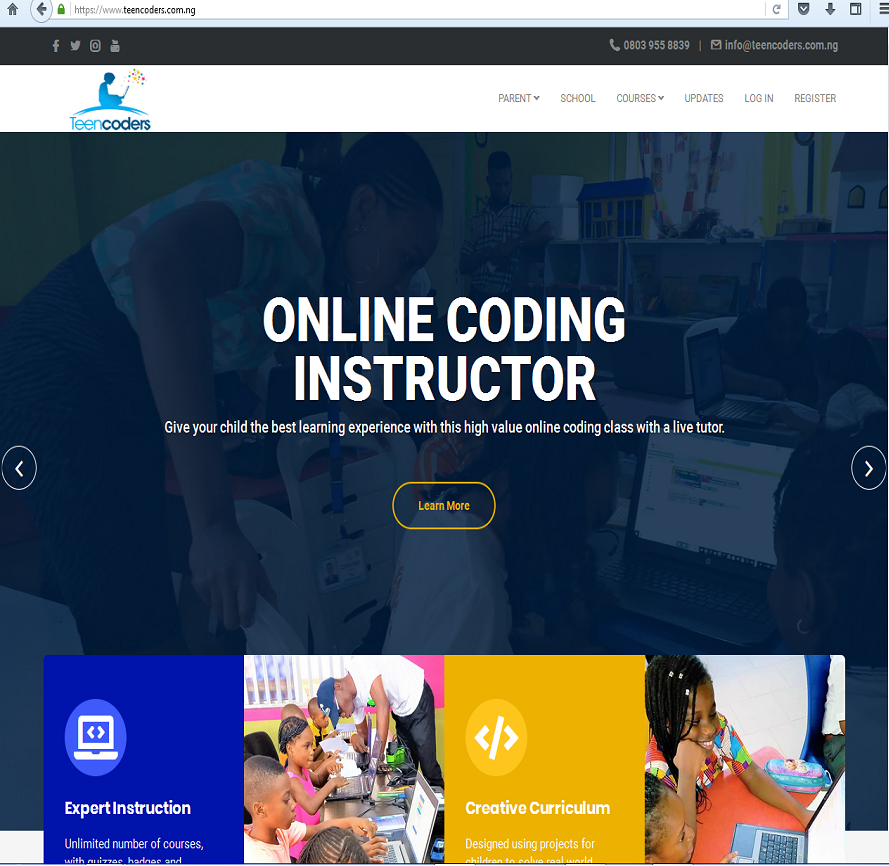 https://www.teencoders.com.ng
0803 955 8839 | info@teencoders.com.ng
Teencoders
PARENT SCHOOL COURSES UPDATES LOG IN REGISTER
ONLINE CODING
INSTRUCTOR
Give your child the best learning experience with this high value online coding class with a live tutor.
Learn More
Expert Instruction
Unlimited number of courses,
with quizzes, badges and
Creative Curriculum
Designed using projects for
children to solve real world